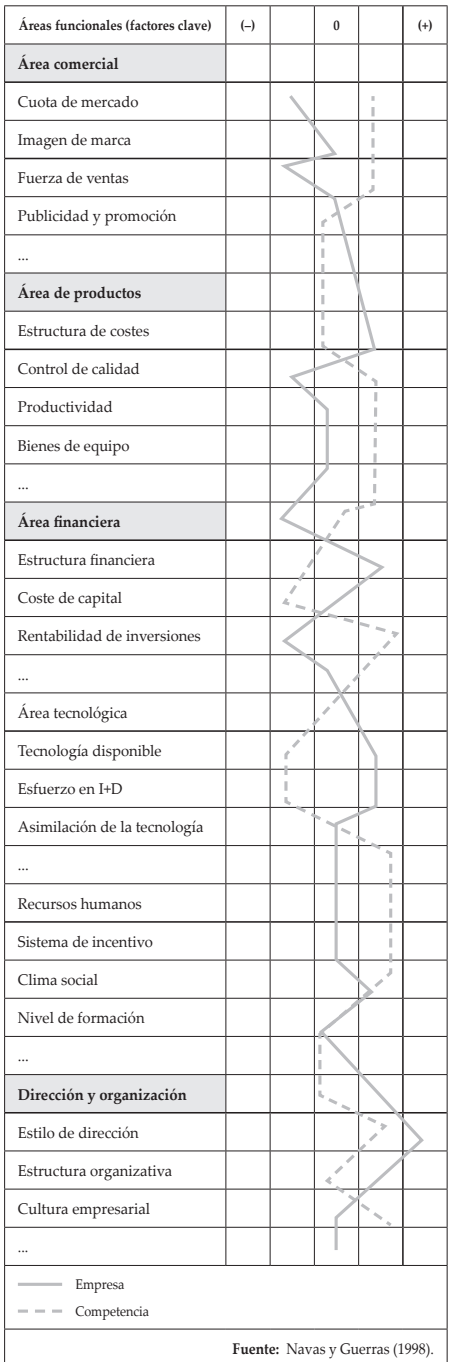 Áreas funcionales (factores clave) (–) 0 (+)
Área comercial
Cuota de mercado
Imagen de marca
Fuerza de ventas
Publicidad y promoción
...
Área de productos
Estructura de costes
Control de calidad
Productividad
Bienes de equipo
...
Área financiera
Estructura financiera
Coste de capital
Rentabilidad de inversiones
...
Área tecnológica
Tecnología disponible
Esfuerzo en I+D
Asimilación de la tecnología
...
Recursos humanos
Sistema de incentivo
Clima social
Nivel de formación
...
Dirección y organización
Estilo de dirección
Estructura organizativa
Cultura empresarial
...
Empresa
Competencia
Fuente: Navas y Guerras (1998).